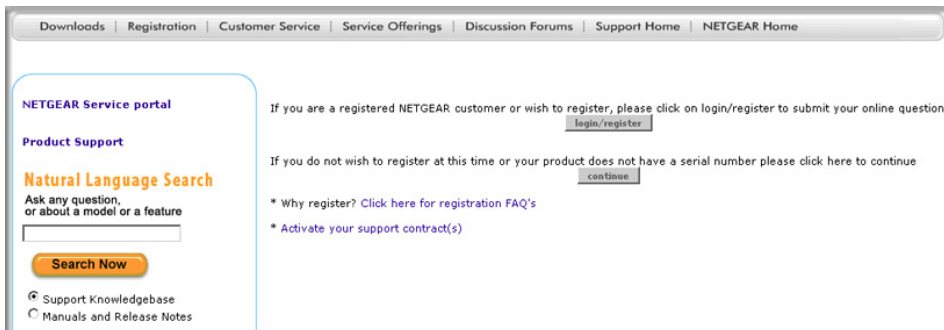 Downloads | Registration | Customer Service | Service Offerings | Discussion Forums | Support Home | NETGEAR Home
NETGEAR Service portal
Product Support
Natural Language Search
Ask any question,
or about a model or a feature
Search Now
Support Knowledgebase
Manuals and Release Notes
If you are a registered NETGEAR customer or wish to register, please click on login/register to submit your online question
login/register
If you do not wish to register at this time or your product does not have a serial number please click here to continue
continue
* Why register? Click here for registration FAQ's
* Activate your support contract(s)